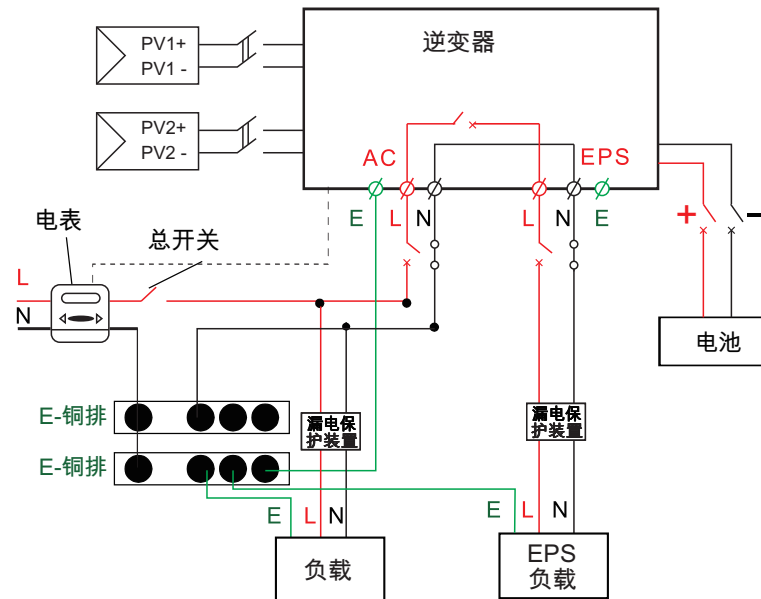 PV1+
PV1 -
PV2+
PV2 -
逆变器
AC
EPS
E
L
N
L
N
E
电表
总开关
L
N
+
-
电池
E-铜排
E-铜排
漏电保
护装置
漏电保
护装置
E
L
N
E
L
N
负载
EPS
负载